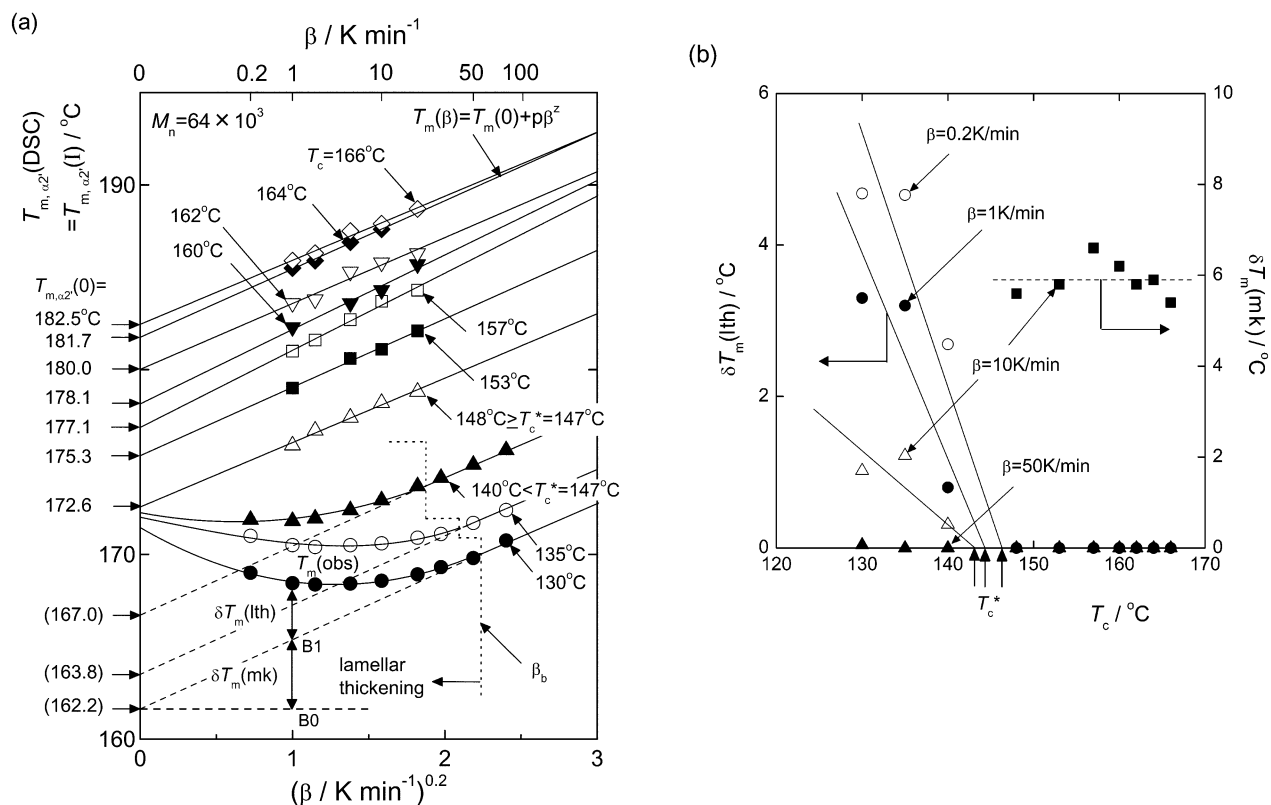 (a)
β / K min⁻¹
0 0.2 1 10 50 100
T_m, α2'(DSC)
=T_m, α2'(I) / °C
M_n=64 × 10³
T_m(β)=T_m(0)+pβ^z
T_c=166°C
190
164°C
162°C
160°C
T_m,α2'(0)=
182.5°C
181.7
180.0
178.1
177.1
175.3
172.6
157°C
153°C
148°C≥T_c*=147°C
140°C<T_c*=147°C
170
135°C
130°C
T_m(obs)
(167.0)
δT_m(lth)
B1
(163.8)
δT_m(mk)
lamellar
thickening
β_b
(162.2)
B0
160
0 1 2 3
(β / K min⁻¹)^0.2
(b)
6
4
2
0
δT_m(lth) / °C
β=0.2K/min
β=1K/min
β=10K/min
β=50K/min
10
8
6
4
2
0
δT_m(mk) / °C
120 130 140 150 160 170
T_c*
T_c / °C